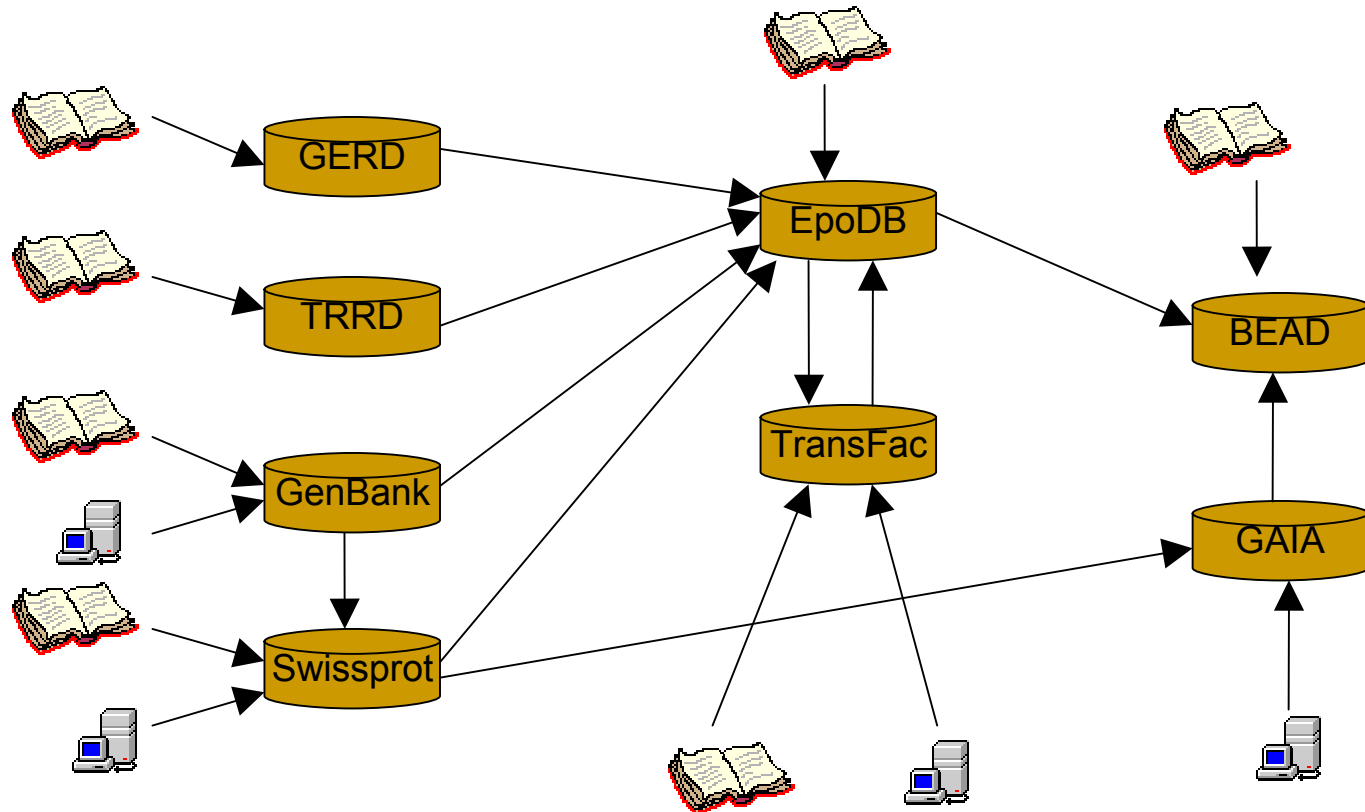 GERD
EpoDB
TRRD
BEAD
TransFac
GenBank
GAIA
Swissprot